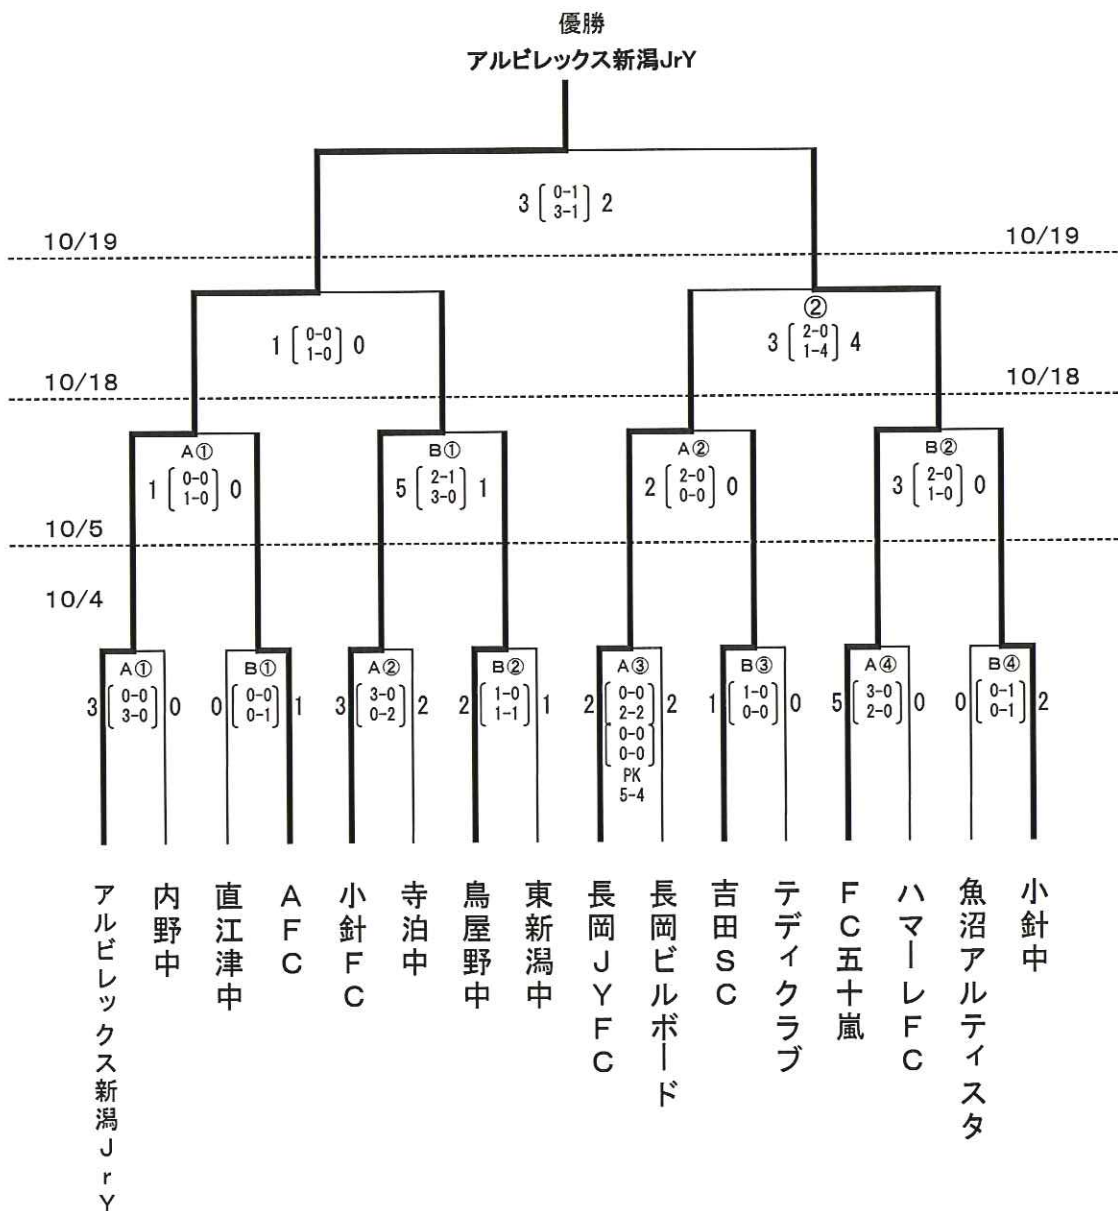 優勝
アルビレックス新潟JrY
3 [0-1 3-1] 2
10/19 10/19
②
1 [0-0 1-0] 0
3 [2-0 1-4] 4
10/18 10/18
A① B① A② B②
1 [0-0 1-0] 0
5 [2-1 3-0] 1
2 [2-0 0-0] 0
3 [2-0 1-0] 0
10/5
10/4
A① B① A② B② A③ B③ A④ B④
3 [0-0 3-0] 0
0 [0-0 0-1] 1
3 [3-0 0-2] 2
2 [1-0 1-1] 1
2 [0-0 2-2] [0-0 0-0] 2
PK
5-4
1 [1-0 0-0] 0
5 [3-0 2-0] 0
0 [0-1 0-1] 2
アルビレックス新潟JrY
内野中
直江津中
AFC
小針FC
寺泊中
鳥屋野中
東新潟中
長岡JYFC
長岡ビルボード
吉田SC
テディクラブ
FC五十嵐
ハマーレFC
魚沼アルティスタ
小針中